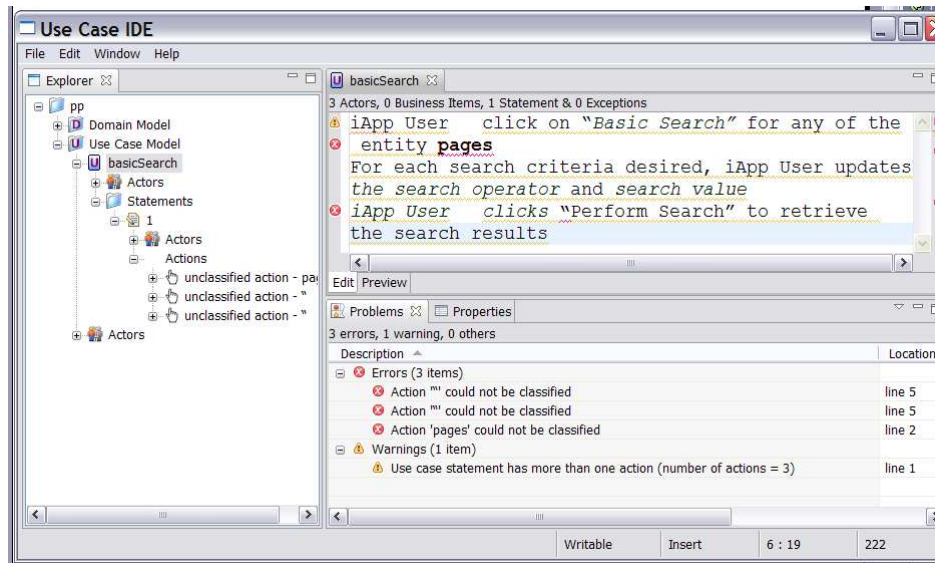 Use Case IDE
File Edit Window Help
Explorer
pp
Domain Model
Use Case Model
basicSearch
Actors
Statements
1
Actors
Actions
unclassified action - pa
unclassified action - "
unclassified action - "
Actors
basicSearch
3 Actors, 0 Business Items, 1 Statement & 0 Exceptions
iApp User click on "Basic Search" for any of the
entity pages
For each search criteria desired, iApp User updates
the search operator and search value
iApp User clicks "Perform Search" to retrieve
the search results
Edit Preview
Problems Properties
3 errors, 1 warning, 0 others
Description Location
Errors (3 items)
Action '"' could not be classified line 5
Action '"' could not be classified line 5
Action 'pages' could not be classified line 2
Warnings (1 item)
Use case statement has more than one action (number of actions = 3) line 1
Writable Insert 6 : 19 222